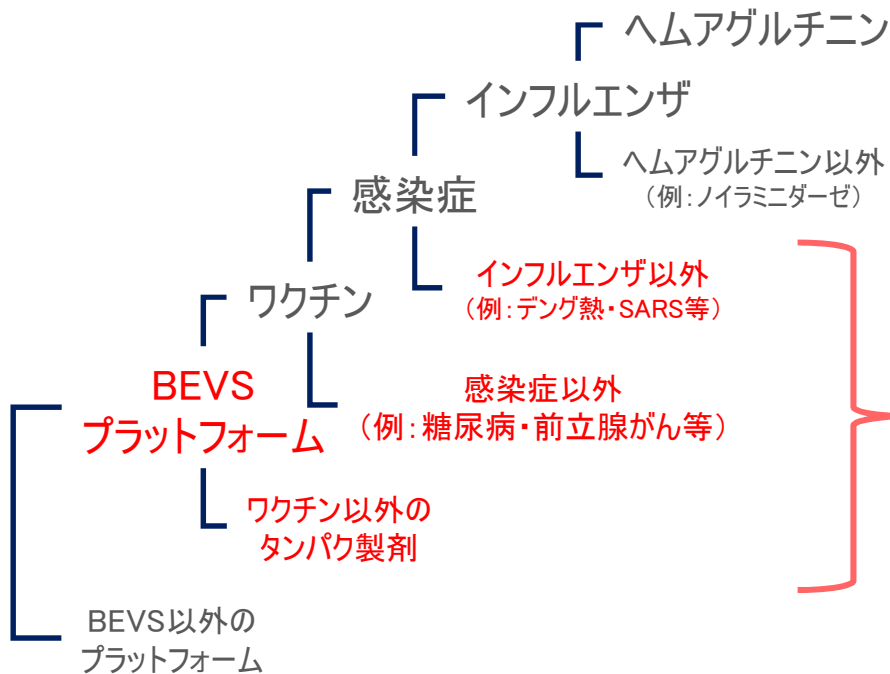 ヘムアグルチニン
インフルエンザ
ヘムアグルチニン以外
（例：ノイラミニダーゼ）
感染症
インフルエンザ以外
（例：デング熱・SARS等）
ワクチン
BEVS
プラットフォーム
感染症以外
（例：糖尿病・前立腺がん等）
ワクチン以外の
タンパク製剤
BEVS以外の
プラットフォーム